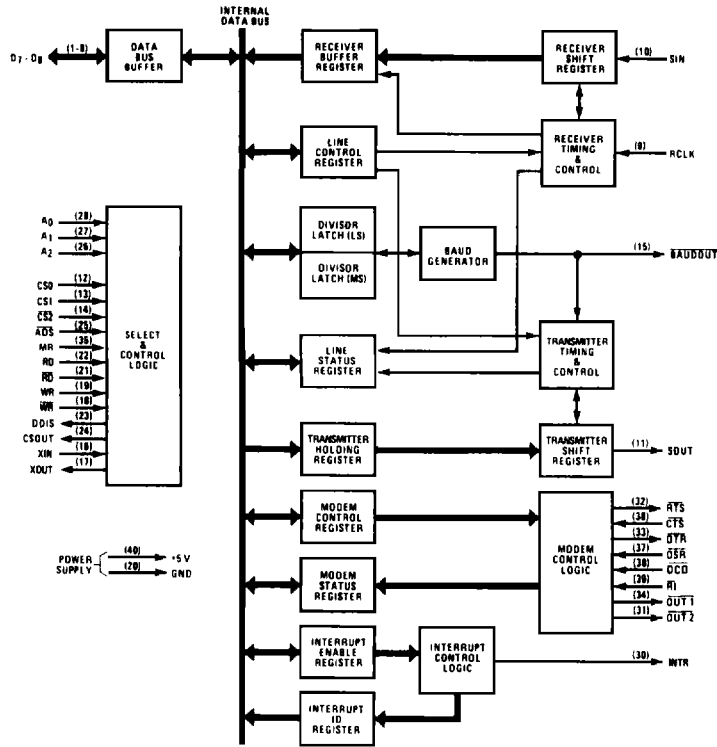 INTERNAL
DATA BUS
D7 - D0
(1-8)
DATA
BUS
BUFFER
RECEIVER
BUFFER
REGISTER
RECEIVER
SHIFT
REGISTER
(10)
SIN
LINE
CONTROL
REGISTER
RECEIVER
TIMING
&
CONTROL
(9)
RCLK
A0
(28)
A1
(27)
A2
(26)
CS0
(12)
CS1
(13)
CS2
(14)
ADS
(25)
MR
(35)
RD
(22)
RD
(21)
WR
(19)
WR
(18)
DDIS
(23)
CSOUT
(24)
XIN
(16)
XOUT
(17)
SELECT
&
CONTROL
LOGIC
DIVISOR
LATCH (LS)
DIVISOR
LATCH (MS)
BAUD
GENERATOR
(15)
BAUDOUT
LINE
STATUS
REGISTER
TRANSMITTER
TIMING
&
CONTROL
TRANSMITTER
HOLDING
REGISTER
TRANSMITTER
SHIFT
REGISTER
(11)
SOUT
MODEM
CONTROL
REGISTER
MODEM
CONTROL
LOGIC
(32)
RTS
(36)
CTS
(33)
DTR
(37)
DSR
(38)
DCD
(39)
RI
(34)
OUT 1
(31)
OUT 2
POWER
SUPPLY
(40)
+5 V
(20)
GND
MODEM
STATUS
REGISTER
INTERRUPT
ENABLE
REGISTER
INTERRUPT
CONTROL
LOGIC
(30)
INTR
INTERRUPT
ID
REGISTER